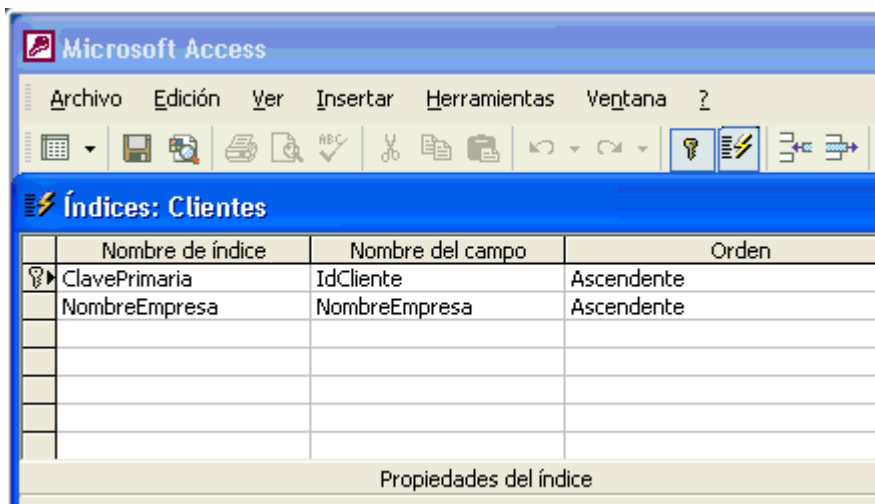 Microsoft Access
Archivo Edición Ver Insertar Herramientas Ventana ?
ABC
Índices: Clientes
Nombre de índice Nombre del campo Orden
ClavePrimaria IdCliente Ascendente
NombreEmpresa NombreEmpresa Ascendente
Propiedades del índice